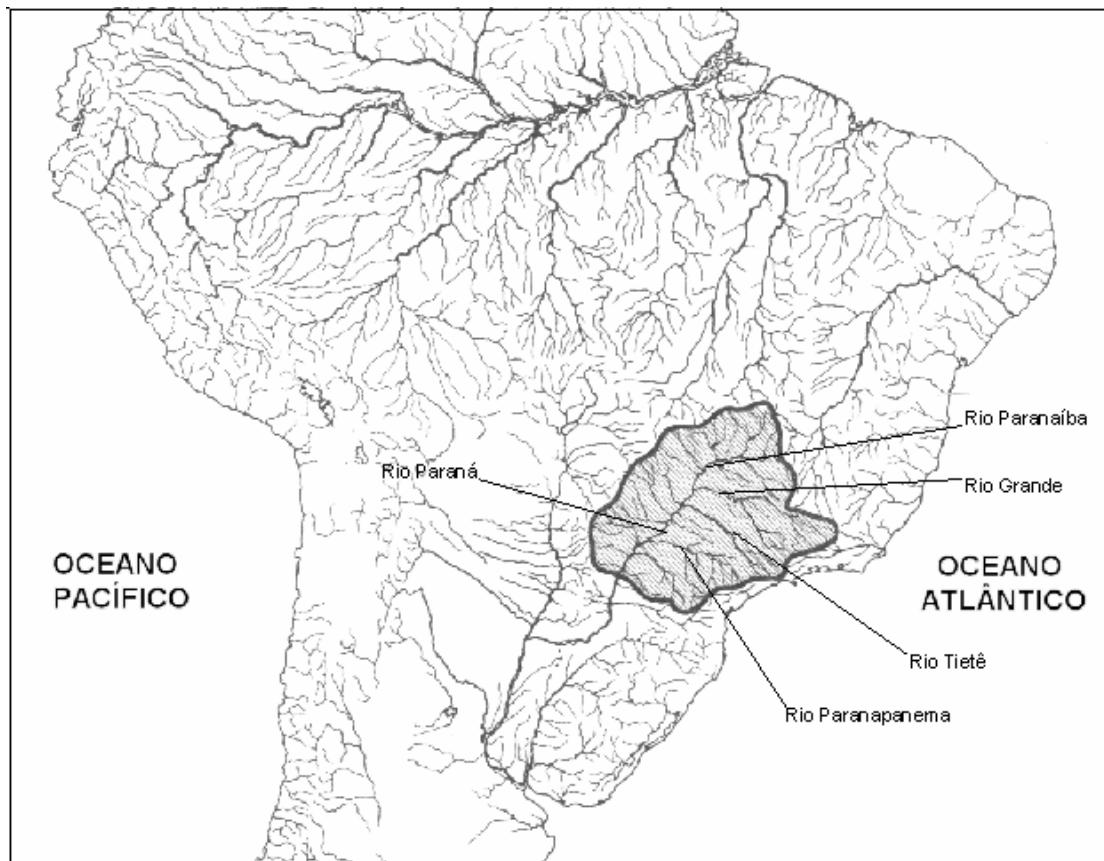 Rio Paranaíba
Rio Paraná
Rio Grande
OCEANO
PACÍFICO
OCEANO
ATLÂNTICO
Rio Tietê
Rio Paranapanema